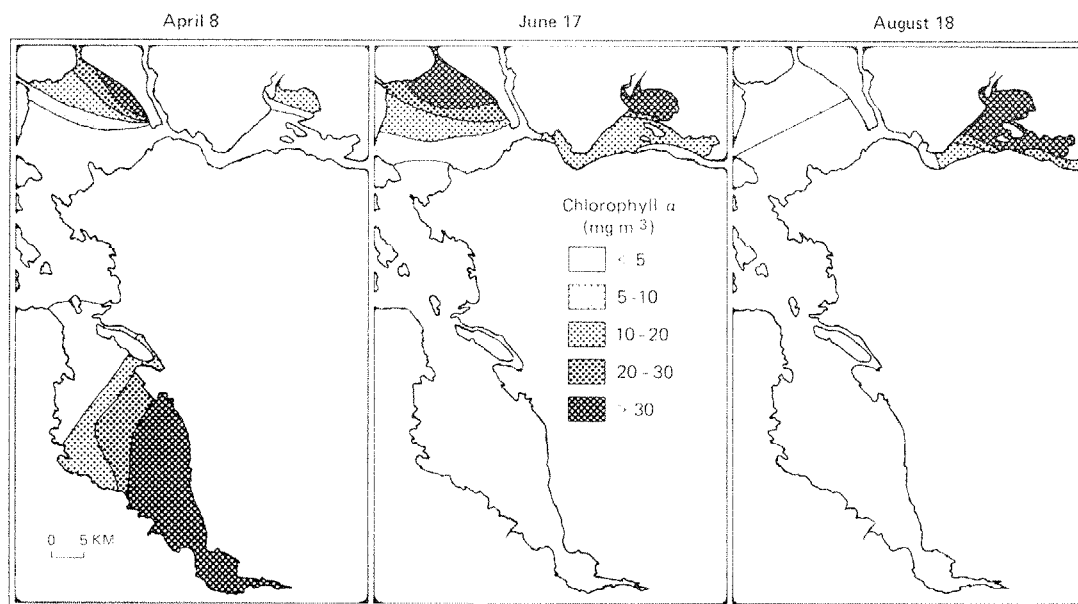 April 8
June 17
August 18
Chlorophyll a
(mg m 3)
< 5
5-10
10-20
20-30
> 30
0 5 KM